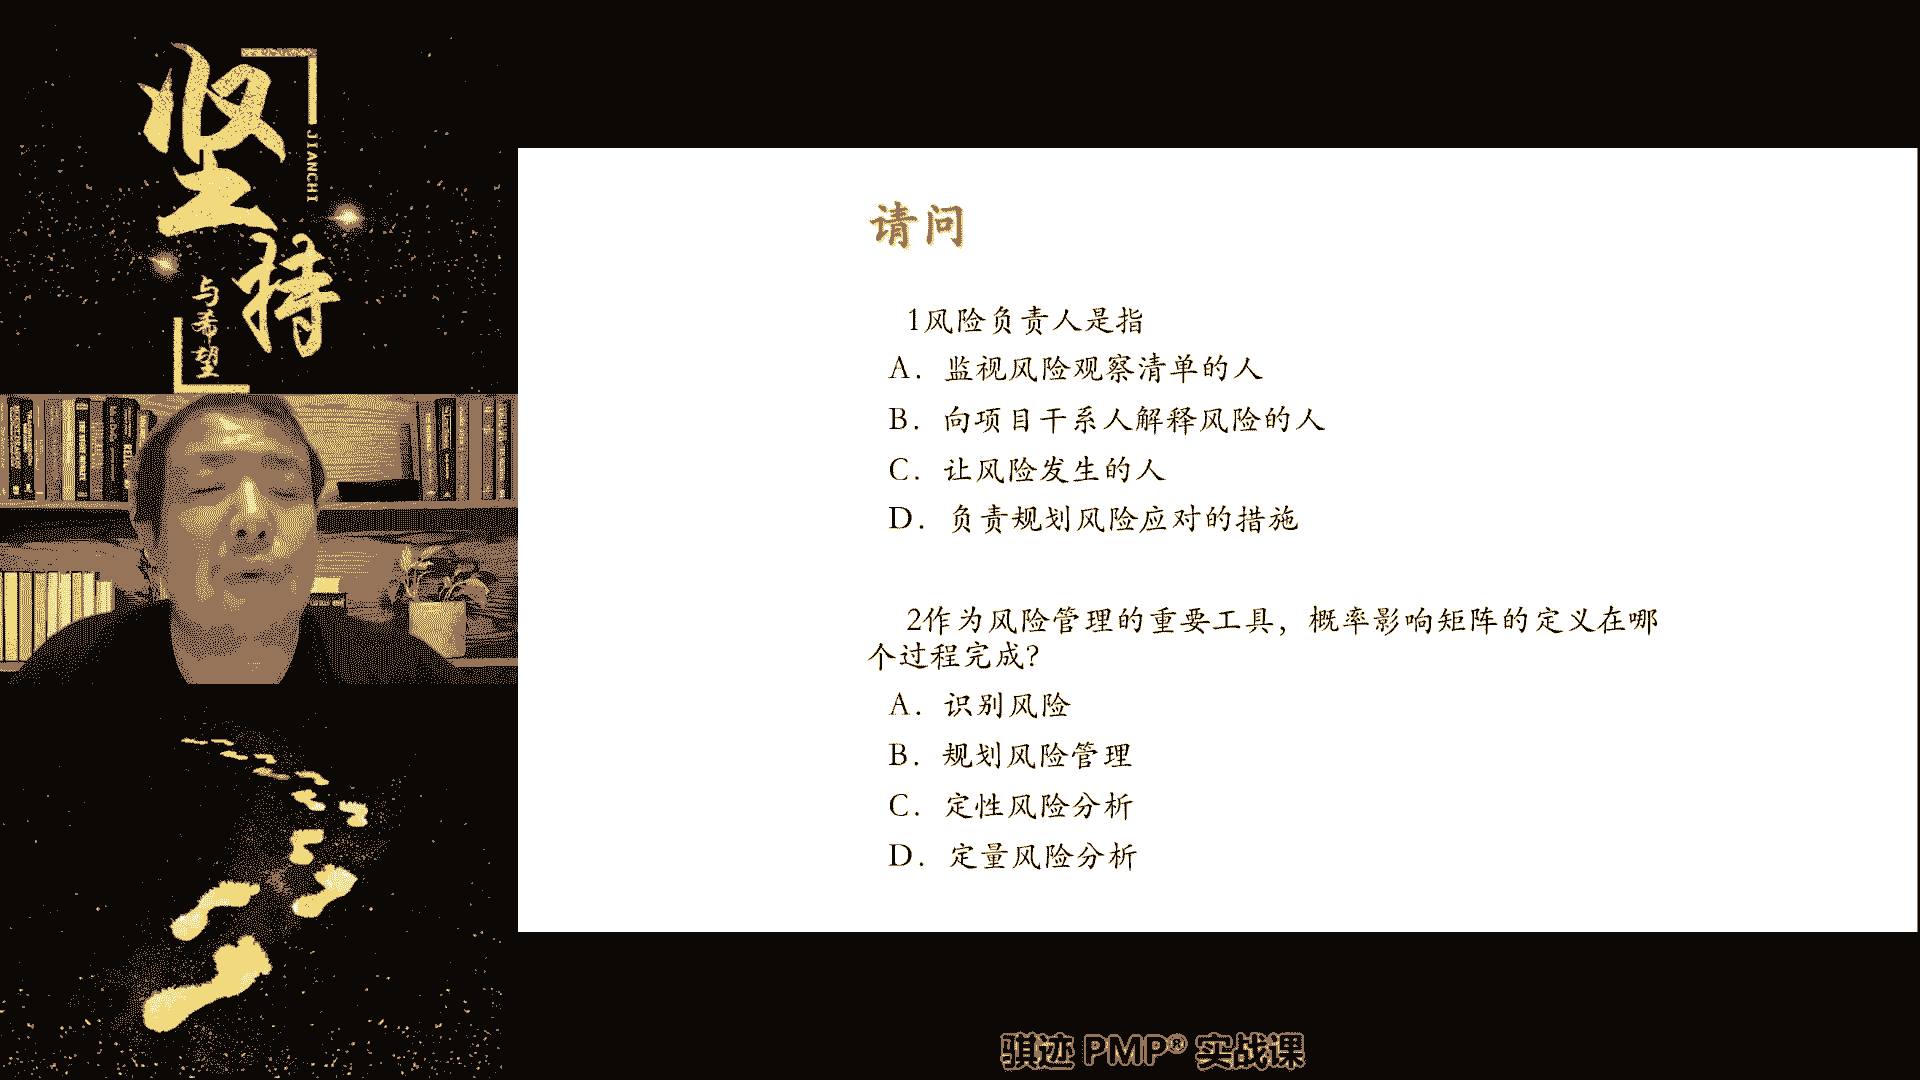 坚持
JIANCHI
与希望
请问
1风险负责人是指
A. 监视风险观察清单的人
B. 向项目干系人解释风险的人
C. 让风险发生的人
D. 负责规划风险应对的措施
2作为风险管理的重要工具，概率影响矩阵的定义在哪
个过程完成？
A. 识别风险
B. 规划风险管理
C. 定性风险分析
D. 定量风险分析
骐迹 PMP® 实战课